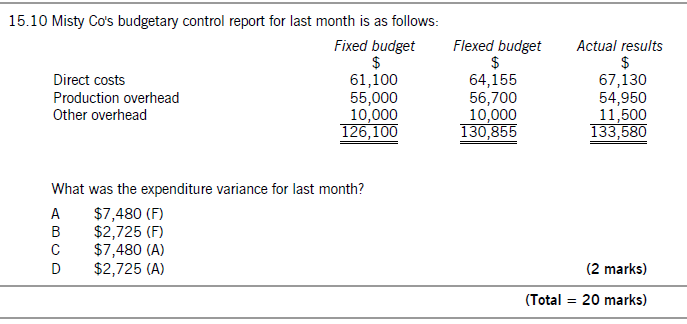 15.10 Misty Co's budgetary control report for last month is as follows:
Fixed budget Flexed budget Actual results
$ $ $
Direct costs 61,100 64,155 67,130
Production overhead 55,000 56,700 54,950
Other overhead 10,000 10,000 11,500
126,100 130,855 133,580
What was the expenditure variance for last month?
A $7,480 (F)
B $2,725 (F)
C $7,480 (A)
D $2,725 (A) (2 marks)
(Total = 20 marks)